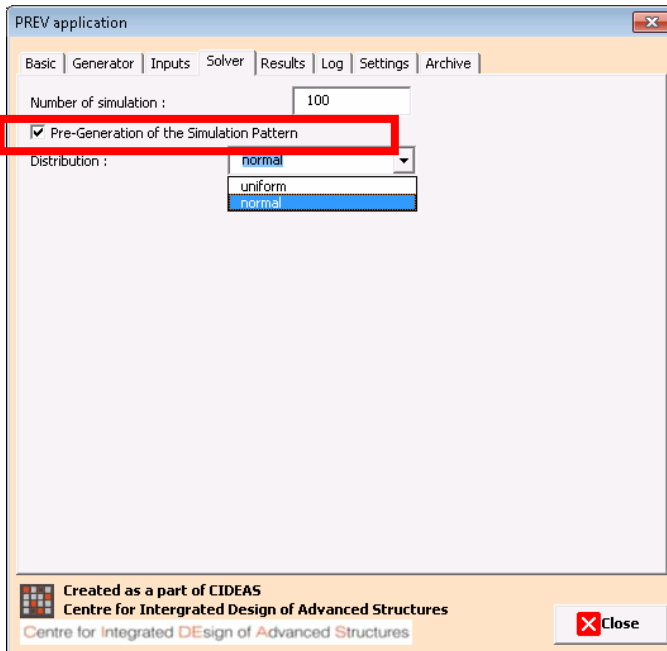 PREV application
Basic Generator Inputs Solver Results Log Settings Archive
Number of simulation : 100
Pre-Generation of the Simulation Pattern
Distribution : normal
uniform
normal
Created as a part of CIDEAS
Centre for Intergrated Design of Advanced Structures
Centre for Integrated DEsign of Advanced Structures
Close